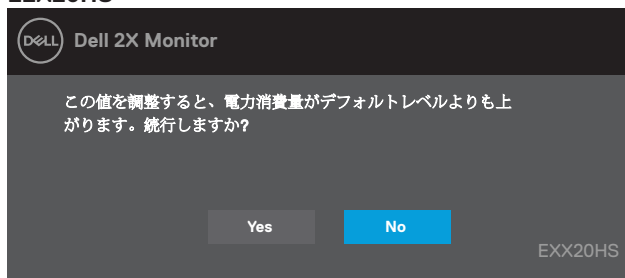 DELL Dell 2X Monitor
この値を調整すると、電力消費量がデフォルトレベルよりも上
がります。続行しますか?
Yes No
EXX20HS